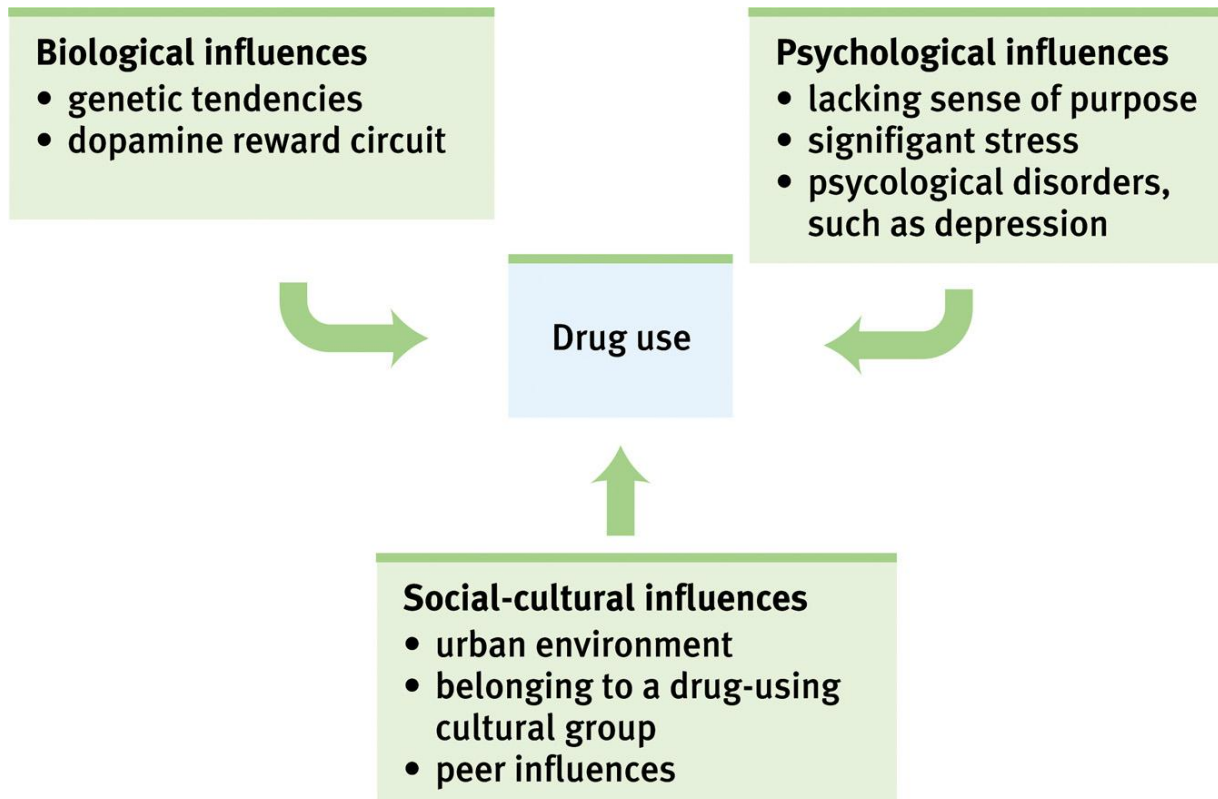 Biological influences
• genetic tendencies
• dopamine reward circuit
Psychological influences
• lacking sense of purpose
• signifigant stress
• psycological disorders,
such as depression
Drug use
Social-cultural influences
• urban environment
• belonging to a drug-using
cultural group
• peer influences